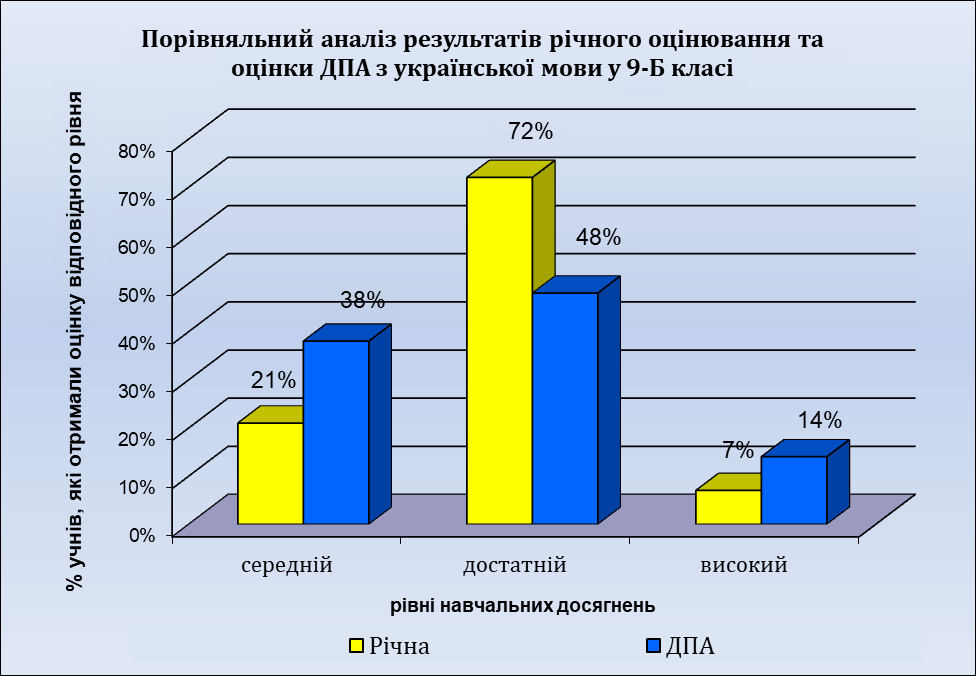 Порівняльний аналіз результатів річного оцінювання та
оцінки ДПА з української мови у 9-Б класі
% учнів, які отримали оцінку відповідного рівня
80%
70%
60%
50%
40%
30%
20%
10%
0%
21%
38%
72%
48%
7%
14%
середній
достатній
високий
рівні навчальних досягнень
Річна
ДПА